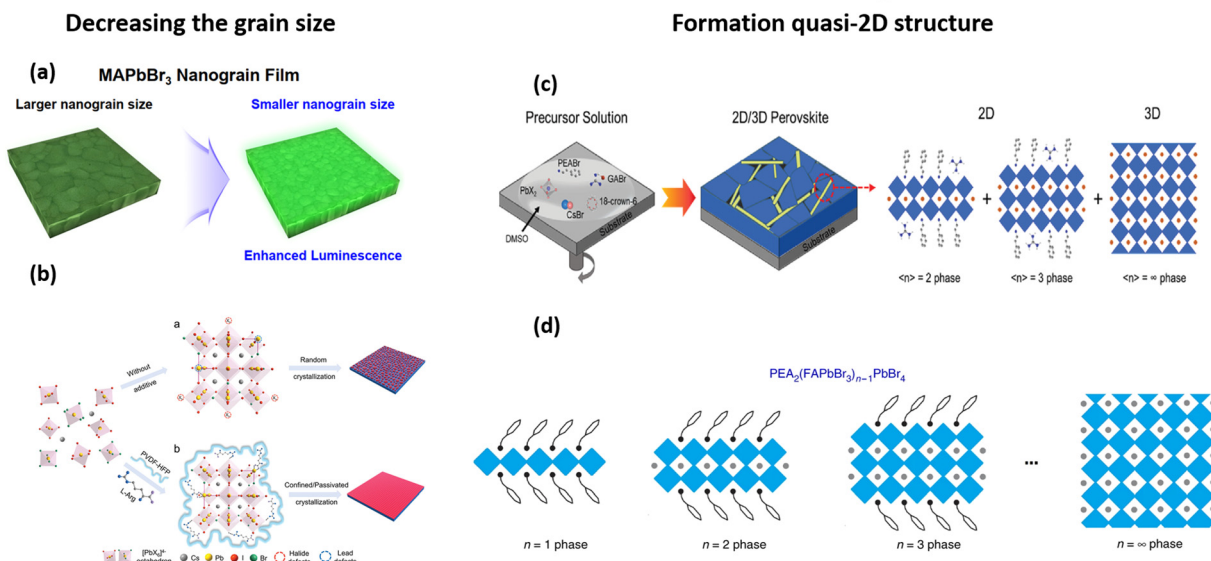 Decreasing the grain size
Formation quasi-2D structure
(a)
MAPbBr₃ Nanograin Film
Larger nanograin size
Smaller nanograin size
Enhanced Luminescence
(b)
a
Without
additive
Random
crystallization
b
PVDF-HFP
L-Arg
Confined/Passivated
crystallization
[PbX₆]⁴⁻
octahedron
Cs
Pb
I
Br
Halide
defects
Lead
defects
(c)
Precursor Solution
2D/3D Perovskite
2D
3D
PEABr
GABr
PbX₂
18-crown-6
CsBr
DMSO
Substrate
Substrate
+
+
<n> = 2 phase
<n> = 3 phase
<n> = ∞ phase
(d)
PEA₂(FAPbBr₃)ₙ₋₁PbBr₄
...
n = 1 phase
n = 2 phase
n = 3 phase
n = ∞ phase